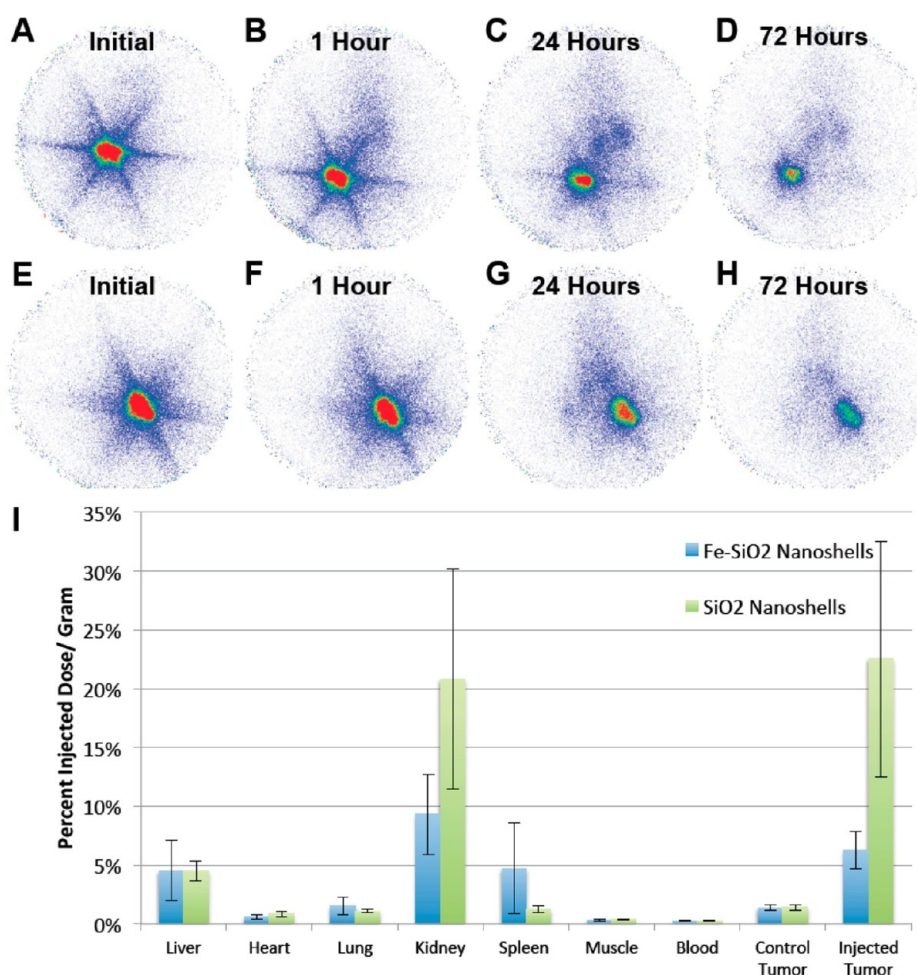 A Initial B 1 Hour C 24 Hours D 72 Hours
E Initial F 1 Hour G 24 Hours H 72 Hours
I
35%
30%
25%
20%
15%
10%
5%
0%
Percent Injected Dose/ Gram
Fe-SiO2 Nanoshells
SiO2 Nanoshells
Liver Heart Lung Kidney Spleen Muscle Blood Control Tumor Injected Tumor